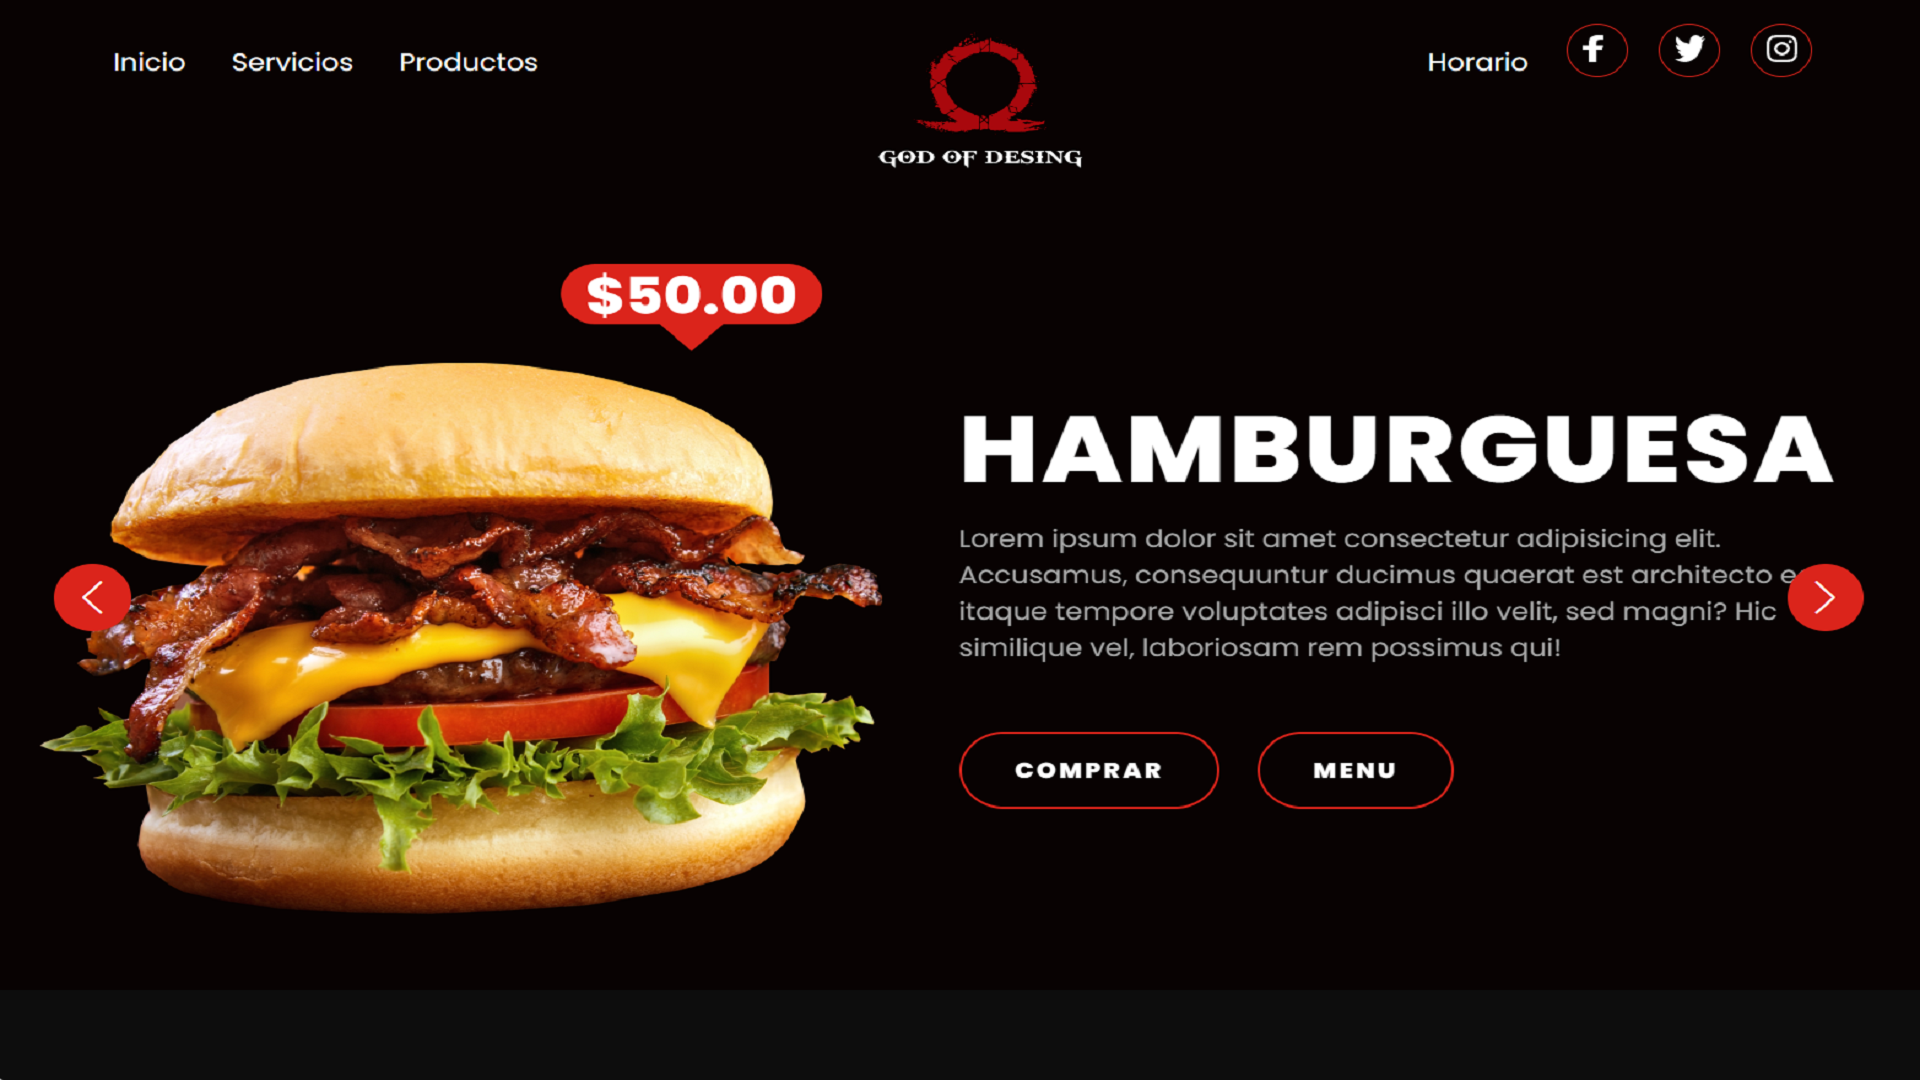 Inicio Servicios Productos
Horario
GOD OF DESING
$50.00
HAMBURGUESA
Lorem ipsum dolor sit amet consectetur adipisicing elit.
Accusamus, consequuntur ducimus quaerat est architecto
itaque tempore voluptates adipisci illo velit, sed magni? Hic
similique vel, laboriosam rem possimus qui!
COMPRAR MENU